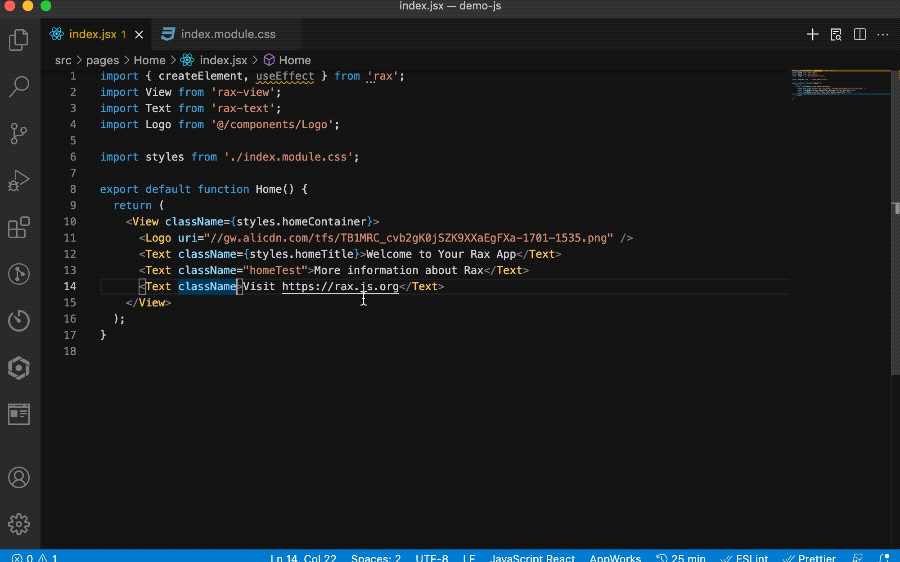 index.jsx — demo-js
index.jsx 1
index.module.css
src > pages > Home > index.jsx > Home
1 import { createElement, useEffect } from 'rax';
2 import View from 'rax-view';
3 import Text from 'rax-text';
4 import Logo from '@/components/Logo';
5
6 import styles from './index.module.css';
7
8 export default function Home() {
9 return (
10 <View className={styles.homeContainer}>
11 <Logo uri="//gw.alicdn.com/tfs/TB1MRC_cvb2gK0jSZK9XXaEgFXa-1701-1535.png" />
12 <Text className={styles.homeTitle}>Welcome to Your Rax App</Text>
13 <Text className="homeTest">More information about Rax</Text>
14 <Text className>Visit https://rax.js.org</Text>
15 </View>
16 );
17 }
18
0 1 Ln 14, Col 22 Spaces: 2 UTF-8 LF JavaScript React AppWorks 25 min ESLint Prettier